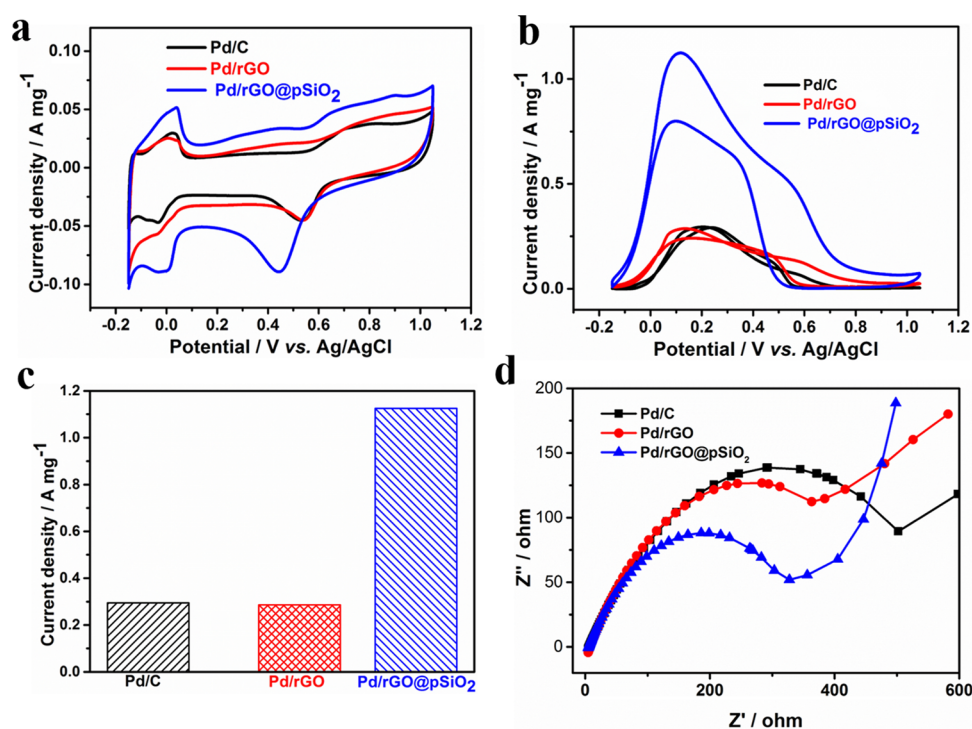 a
Pd/C
Pd/rGO
Pd/rGO@pSiO2
0.10
0.05
0.00
-0.05
-0.10
-0.2 0.0 0.2 0.4 0.6 0.8 1.0 1.2
Current density / A mg-1
Potential / V vs. Ag/AgCl
b
Pd/C
Pd/rGO
Pd/rGO@pSiO2
1.0
0.5
0.0
-0.2 0.0 0.2 0.4 0.6 0.8 1.0 1.2
Current density / A mg-1
Potential / V vs. Ag/AgCl
c
1.2
1.0
0.8
0.6
0.4
0.2
0.0
Current density / A mg-1
Pd/C Pd/rGO Pd/rGO@pSiO2
d
Pd/C
Pd/rGO
Pd/rGO@pSiO2
200
150
100
50
0
0 200 400 600
Z'' / ohm
Z' / ohm